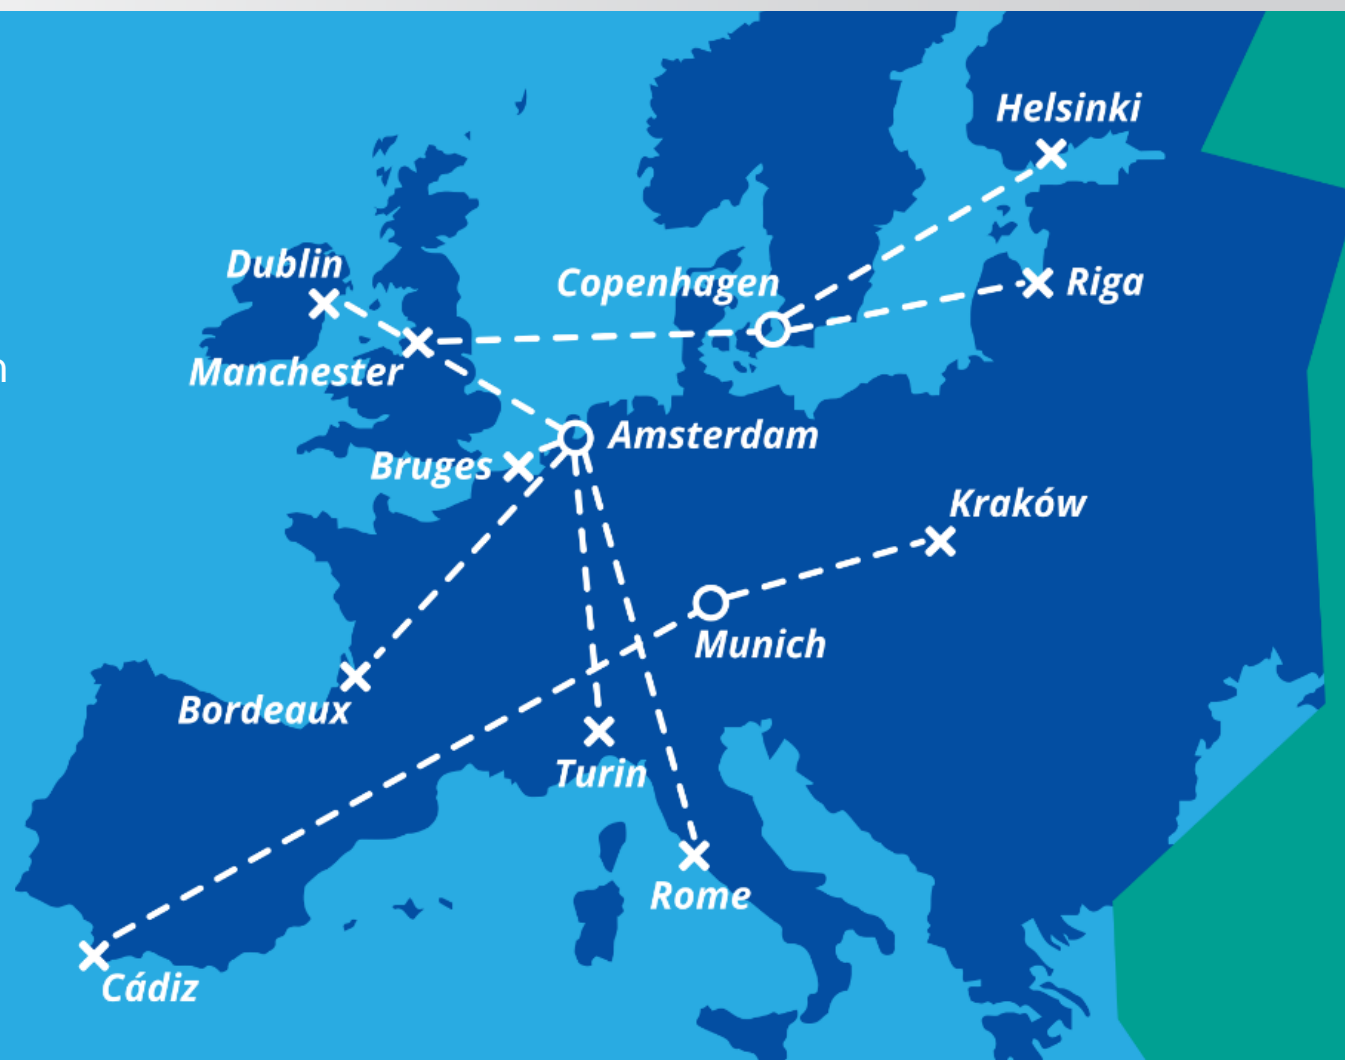 Helsinki
Dublin
Copenhagen
Riga
n
Manchester
Amsterdam
Bruges
Kraków
Munich
Bordeaux
Turin
Rome
Cádiz